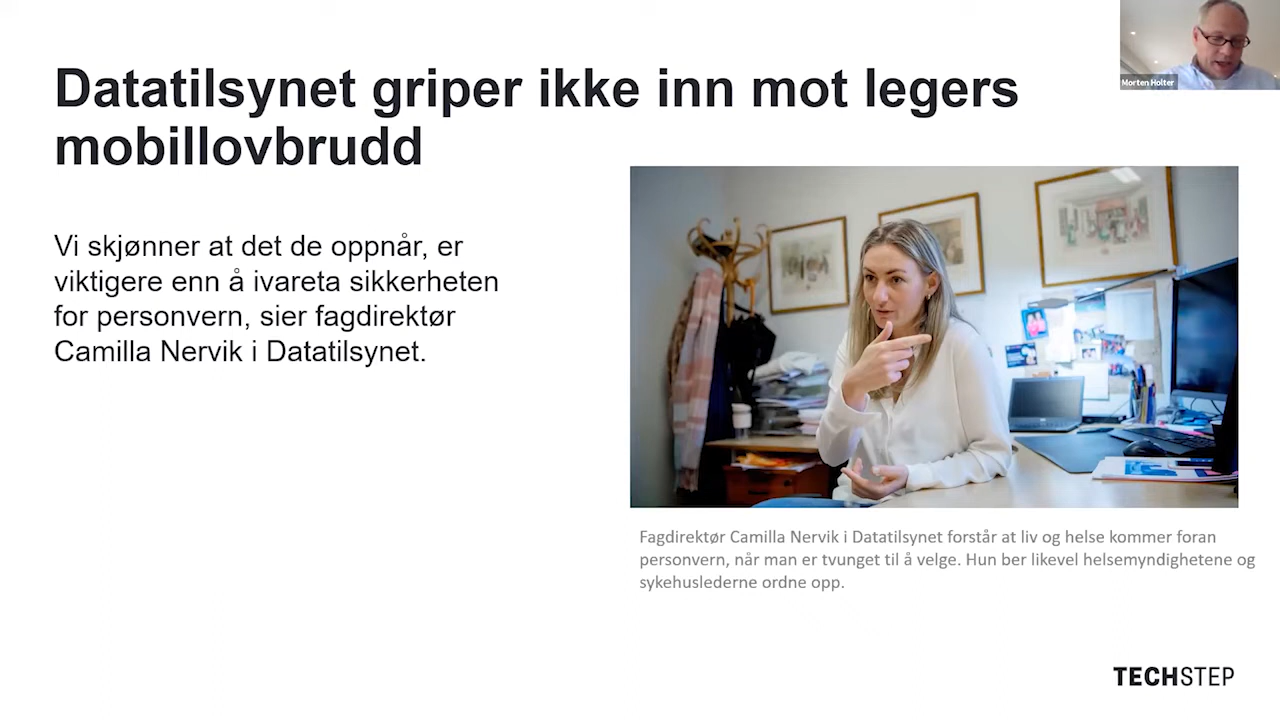 Datatilsynet griper ikke inn mot legers
mobillovbrudd
Morten Holter
Vi skjønner at det de oppnår, er
viktigere enn å ivareta sikkerheten
for personvern, sier fagdirektør
Camilla Nervik i Datatilsynet.
Fagdirektør Camilla Nervik i Datatilsynet forstår at liv og helse kommer foran
personvern, når man er tvunget til å velge. Hun ber likevel helsemyndighetene og
sykehuslederne ordne opp.
TECHSTEP